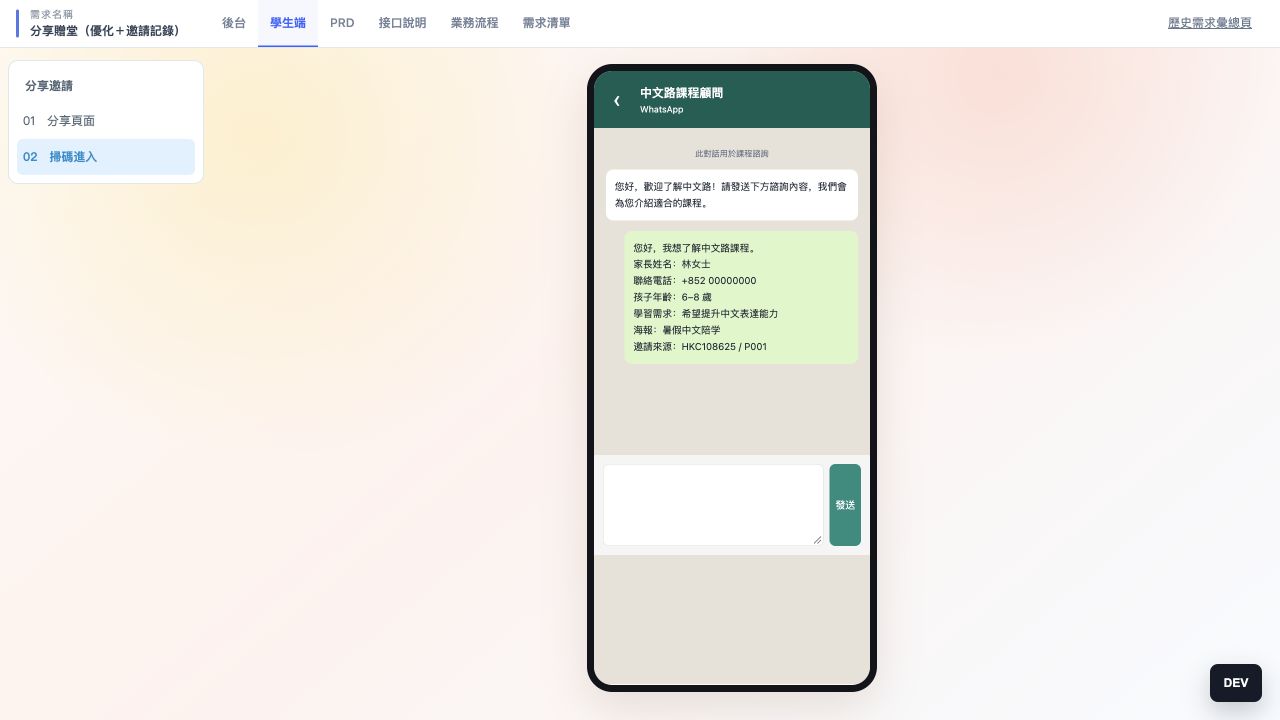 需求名稱
分享贈堂（優化＋邀請記錄）
後台
學生端
PRD
接口說明
業務流程
需求清單
歷史需求彙總頁
分享邀請
01 分享頁面
02 掃碼進入
❮
中文路課程顧問
WhatsApp
此對話用於課程諮詢
您好，歡迎了解中文路！請發送下方諮詢內容，我們會
為您介紹適合的課程。
您好，我想了解中文路課程。
家長姓名：林女士
聯絡電話：+852 00000000
孩子年齡：6–8 歲
學習需求：希望提升中文表達能力
海報：暑假中文陪学
邀請來源：HKC108625 / P001
發送
DEV